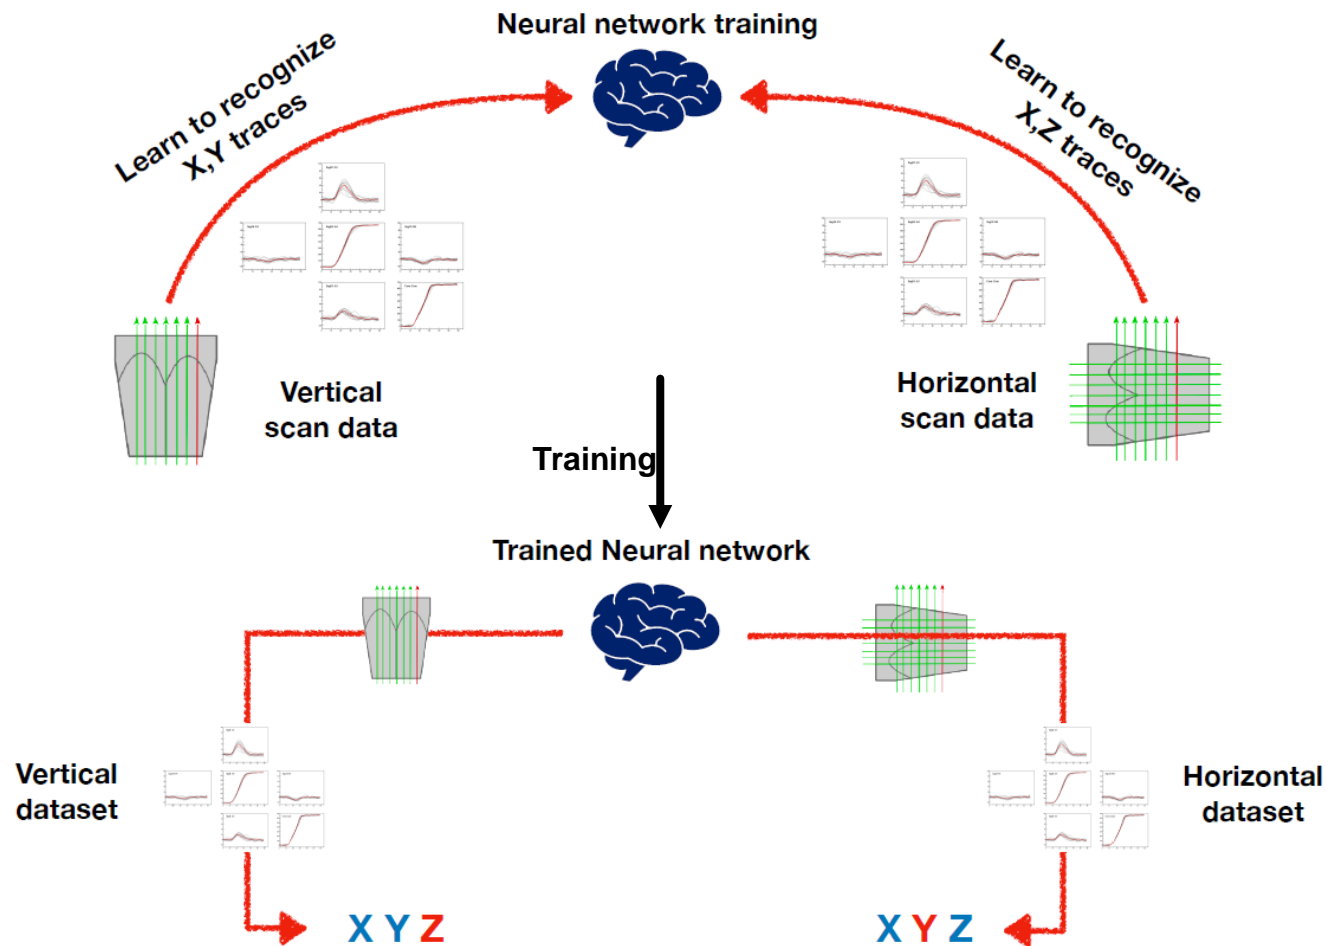 Neural network training
Learn to recognize
X,Y traces
Learn to recognize
X,Z traces
Vertical
scan data
Horizontal
scan data
Training
Trained Neural network
Vertical
dataset
Horizontal
dataset
X Y Z
X Y Z